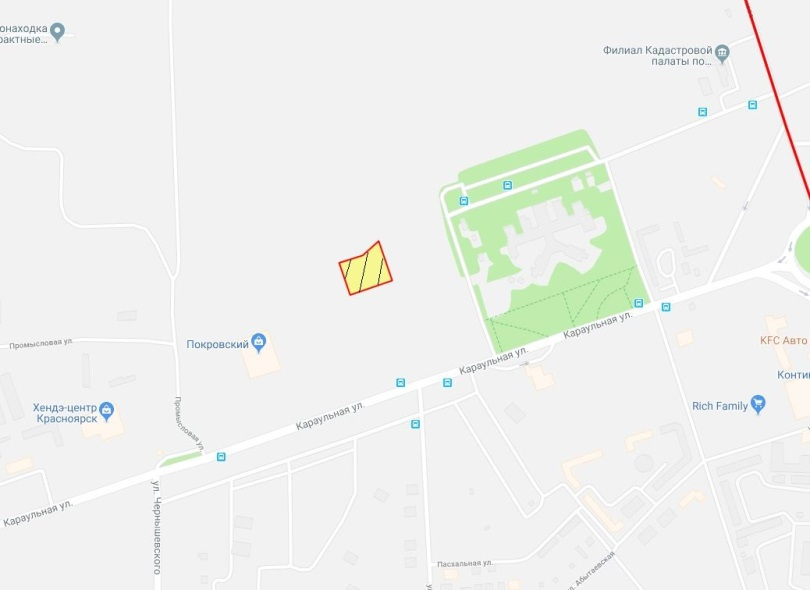 онаходка
рактные...
Филиал Кадастровой
палаты по...
Промысловая ул.
Покровский
Караульная ул.
Караульная ул.
Караульная ул.
KFC Авто
Конти
Rich Family
Хендэ-центр
Красноярск
Промысловая ул.
Караульная ул.
ул. Чернышевского
Пасхальная ул.
ул. Абытаевская
ул